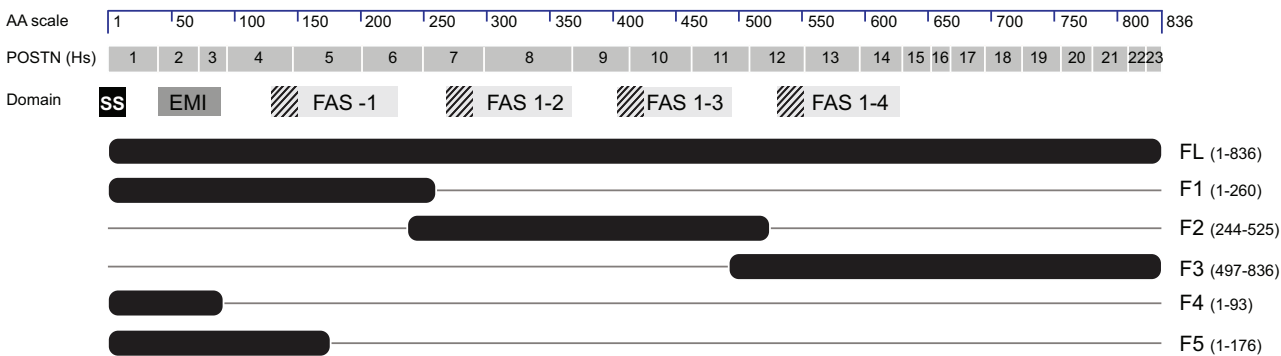 AA scale 1 50 100 150 200 250 300 350 400 450 500 550 600 650 700 750 800 836
POSTN (Hs) 1 2 3 4 5 6 7 8 9 10 11 12 13 14 15 16 17 18 19 20 21 22 23
Domain SS EMI FAS -1 FAS 1-2 FAS 1-3 FAS 1-4
FL (1-836)
F1 (1-260)
F2 (244-525)
F3 (497-836)
F4 (1-93)
F5 (1-176)